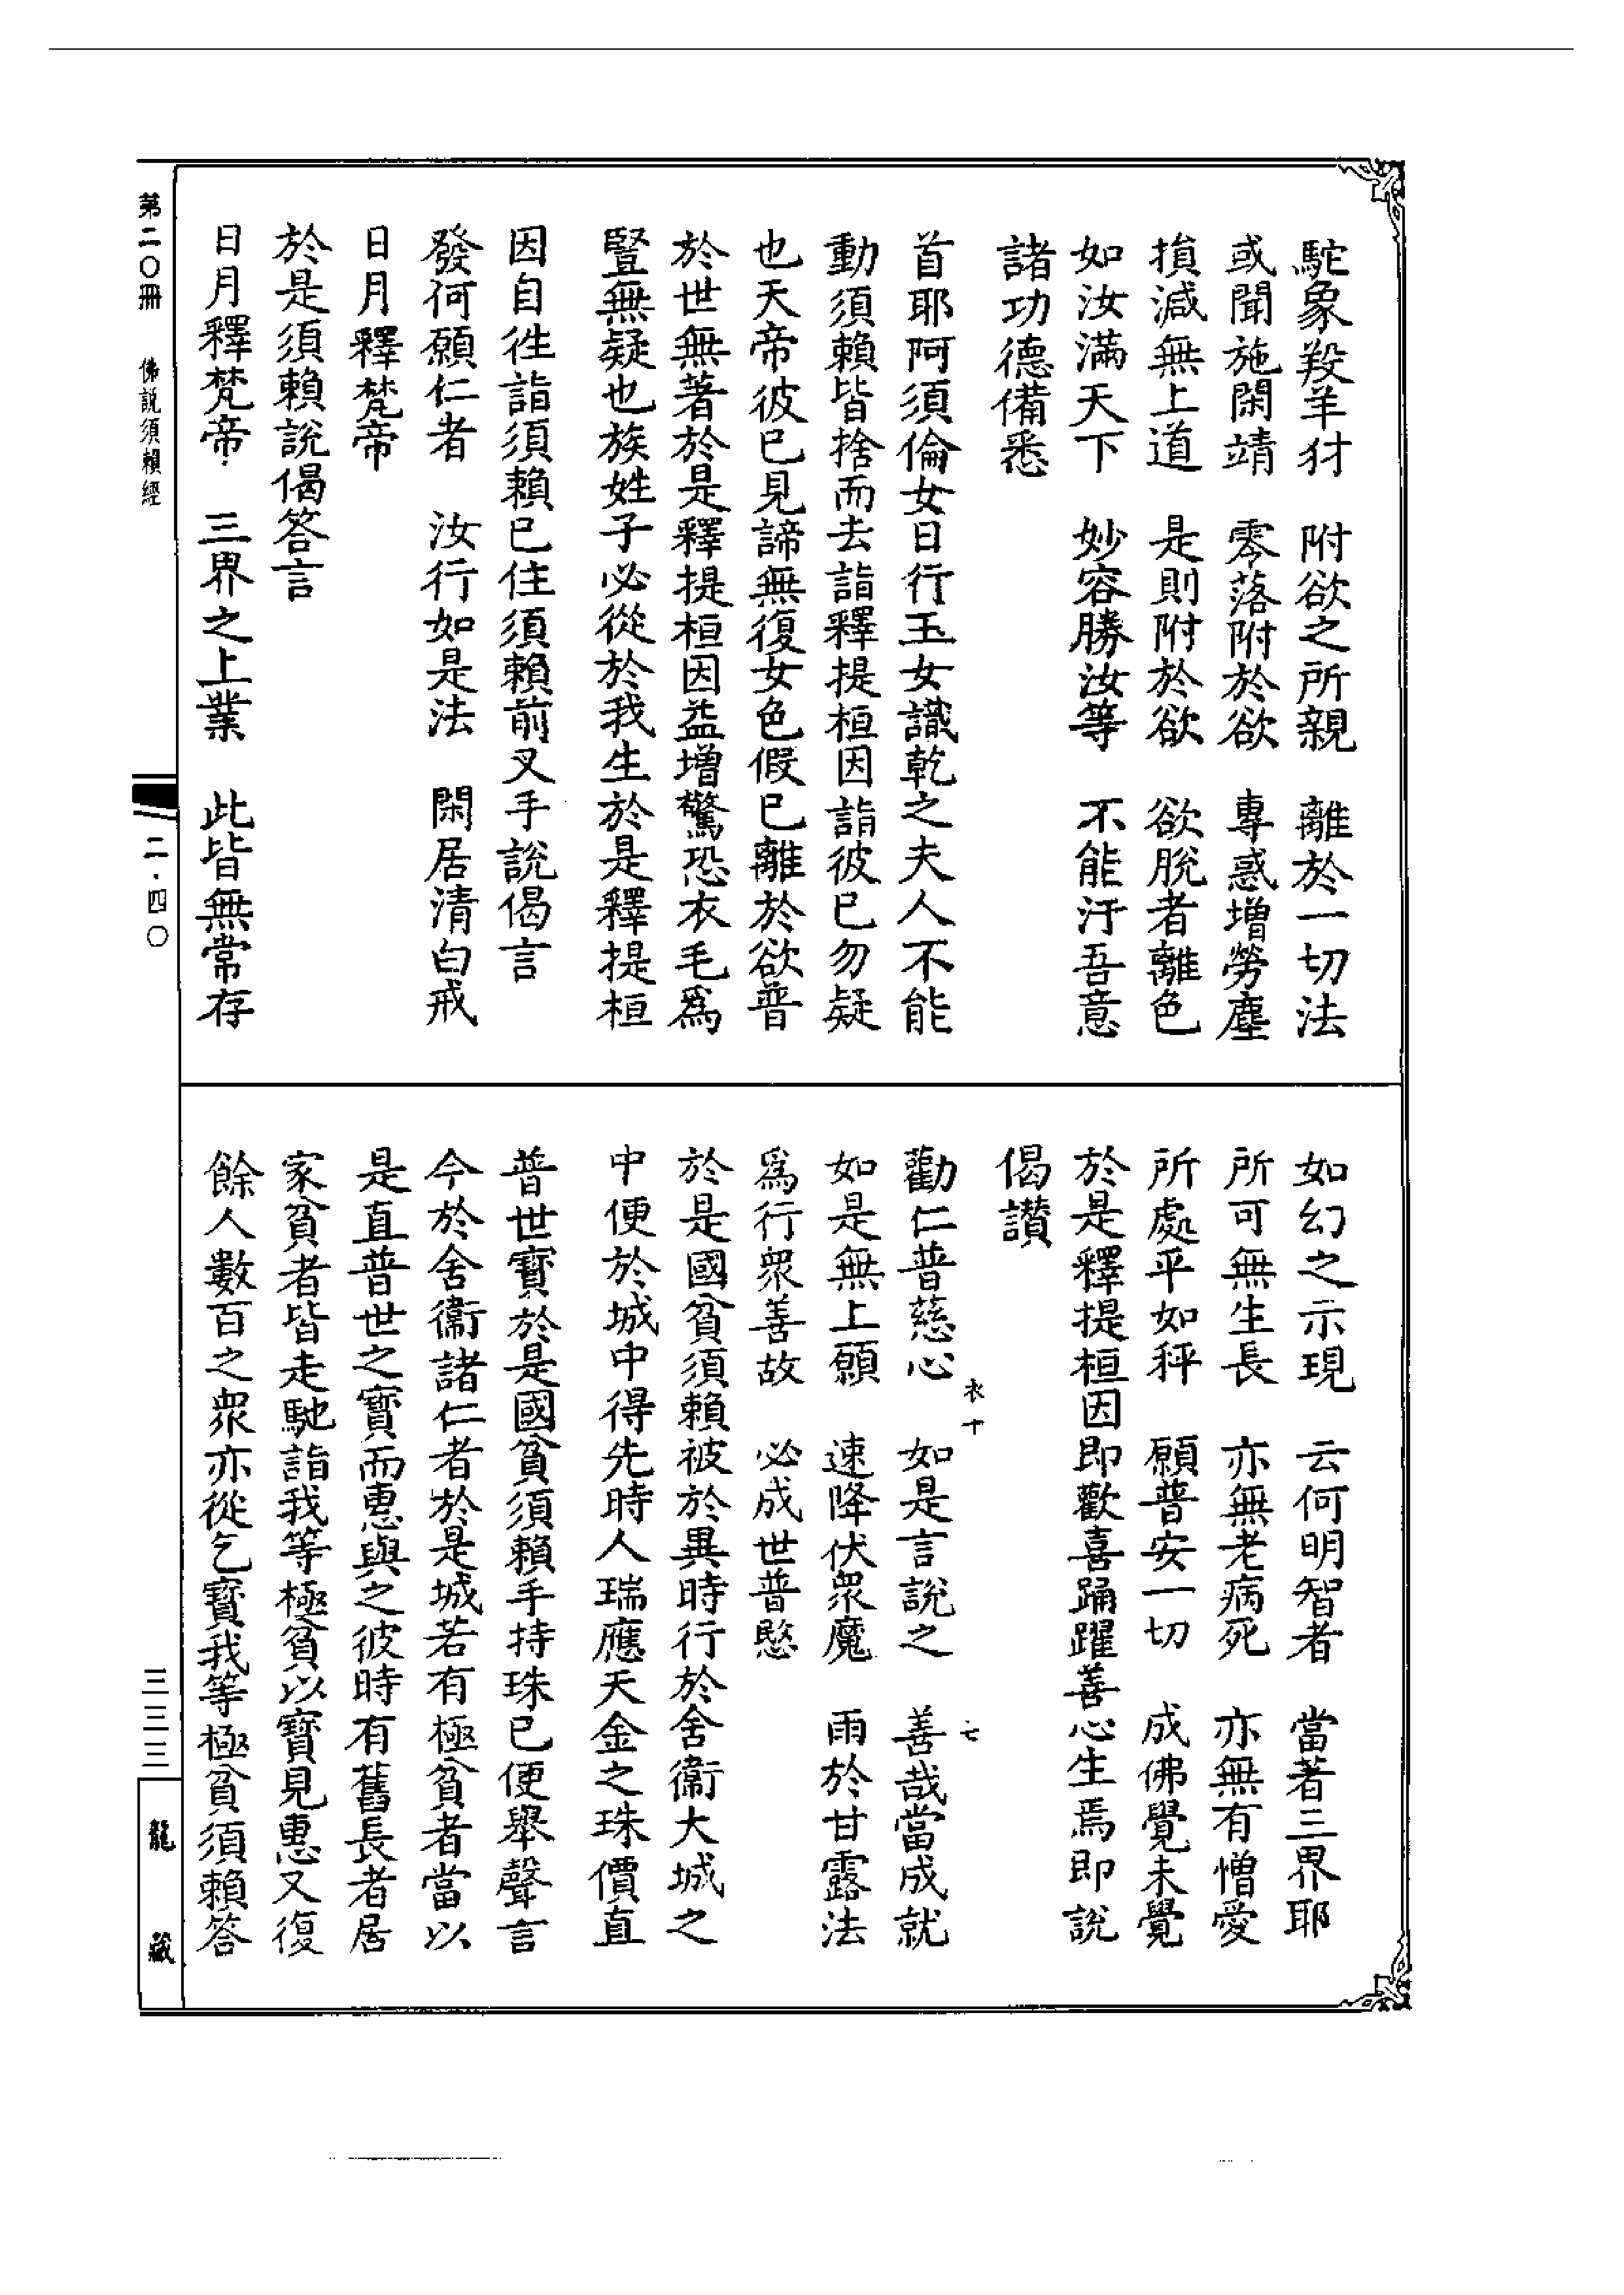 駝象羖羊犲　附欲之所親　離於一切法
或聞施閑靖　零落附於欲　專惑增勞塵
損減無上道　是則附於欲　欲脫者離色
如汝滿天下　妙容勝汝等　不能汙吾意
諸功德備悉
首耶阿須倫女日行玉女識乾之夫人不能
動須賴皆捨而去詣釋提桓因詣彼已勿疑
也天帝彼已見諦無復女色假已離於欲普
於世無著於是釋提桓因益增驚恐衣毛爲
豎無疑也族姓子必從於我生於是釋提桓
因自往詣須賴已住須賴前叉手說偈言
發何願仁者　汝行如是法　閑居清白戒
日月釋梵帝
於是須賴說偈答言
日月釋梵帝　三界之上業　此皆無常存
如幻之示現　云何明智者　當著三界耶
所可無生長　亦無老病死　亦無有憎愛
所處平如秤　願普安一切　成佛覺未覺
於是釋提桓因即歡喜踊躍善心生焉即說
偈讚
勸仁普慈心　如是言說之　善哉當成就
衣十
七
如是無上願　速降伏衆魔　雨於甘露法
爲行衆善故　必成世普愍
於是國貧須賴被於異時行於舍衞大城之
中便於城中得先時人瑞應天金之珠價直
普世寶於是國貧須賴手持珠已便舉聲言
今於舍衞諸仁者於是城若有極貧者當以
是直普世之寶而惠與之彼時有舊長者居
家貧者皆走馳詣我等極貧以寶見惠又復
餘人數百之衆亦從乞寶我等極貧須賴答
第二〇冊　佛說須賴經
二·四〇
三三三
龍藏